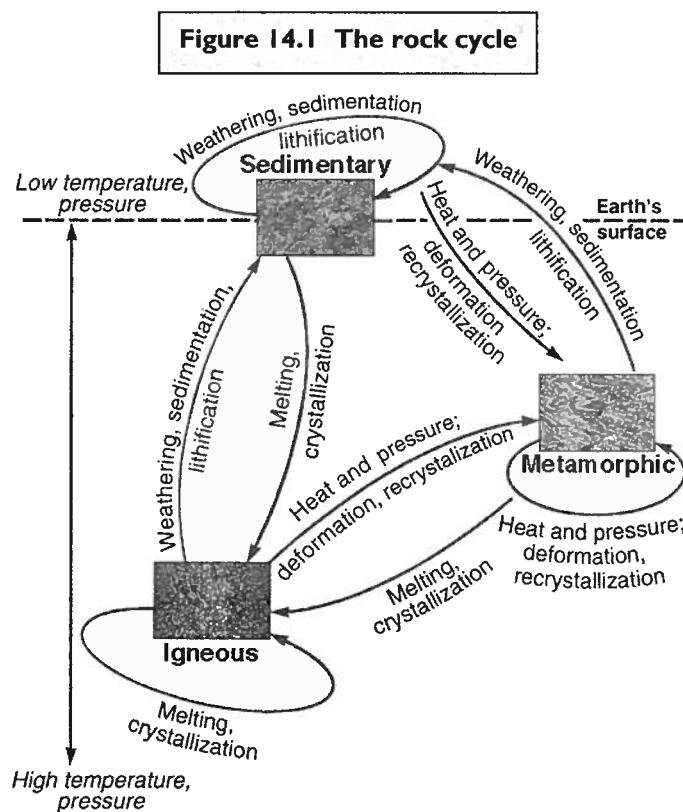 Figure 14.1 The rock cycle
Weathering, sedimentation
lithification
Sedimentary
Low temperature,
pressure
Weathering, sedimentation
lithification
Earth's
surface
Heat and pressure;
deformation
recrystallization
Weathering, sedimentation,
lithification
Melting,
crystallization
Heat and pressure;
deformation, recrystallization
Metamorphic
Heat and pressure;
deformation,
recrystallization
Melting,
crystallization
Igneous
Melting,
crystallization
High temperature,
pressure